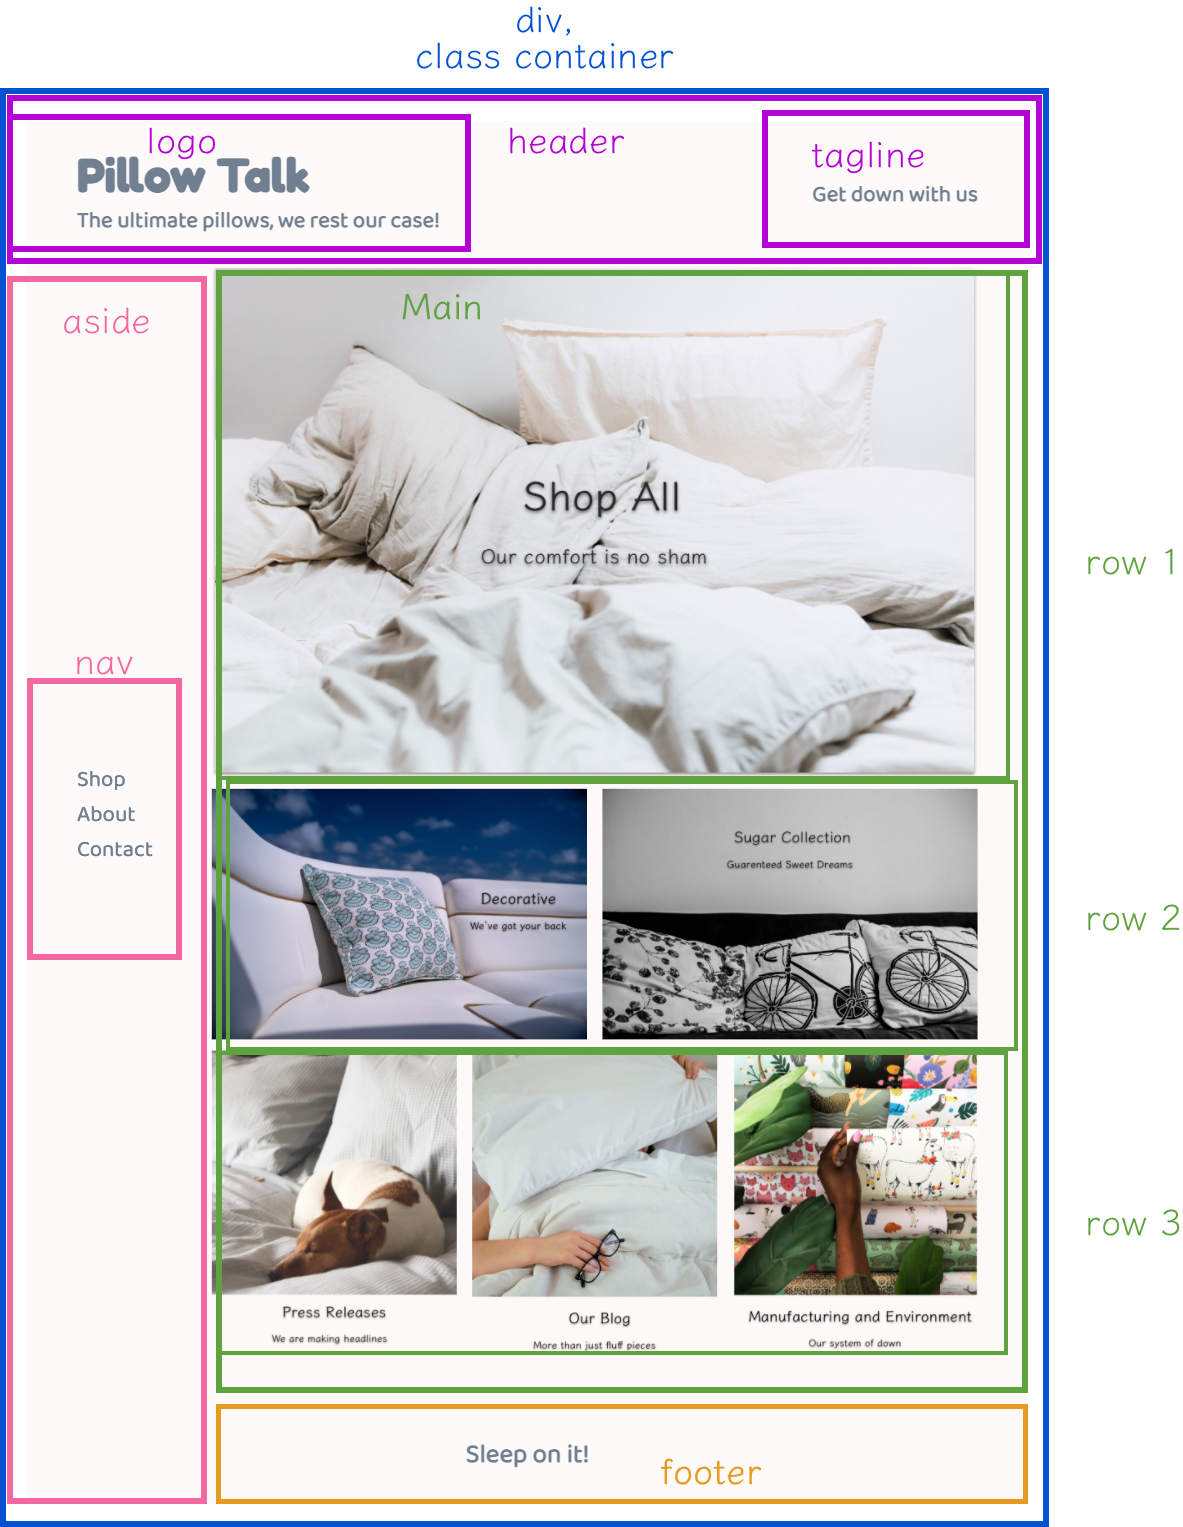 div,
class container
logo
header
tagline
Pillow Talk
Get down with us
The ultimate pillows, we rest our case!
aside
Main
Shop All
Our comfort is no sham
row 1
nav
Shop
About
Contact
Decorative
We've got your back
Sugar Collection
Guarenteed Sweet Dreams
row 2
Press Releases
We are making headlines
Our Blog
More than just fluff pieces
Manufacturing and Environment
Our system of down
row 3
Sleep on it!
footer